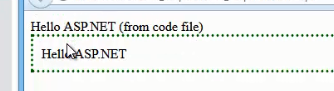 Hello ASP.NET (from code file)
Hello ASP.NET